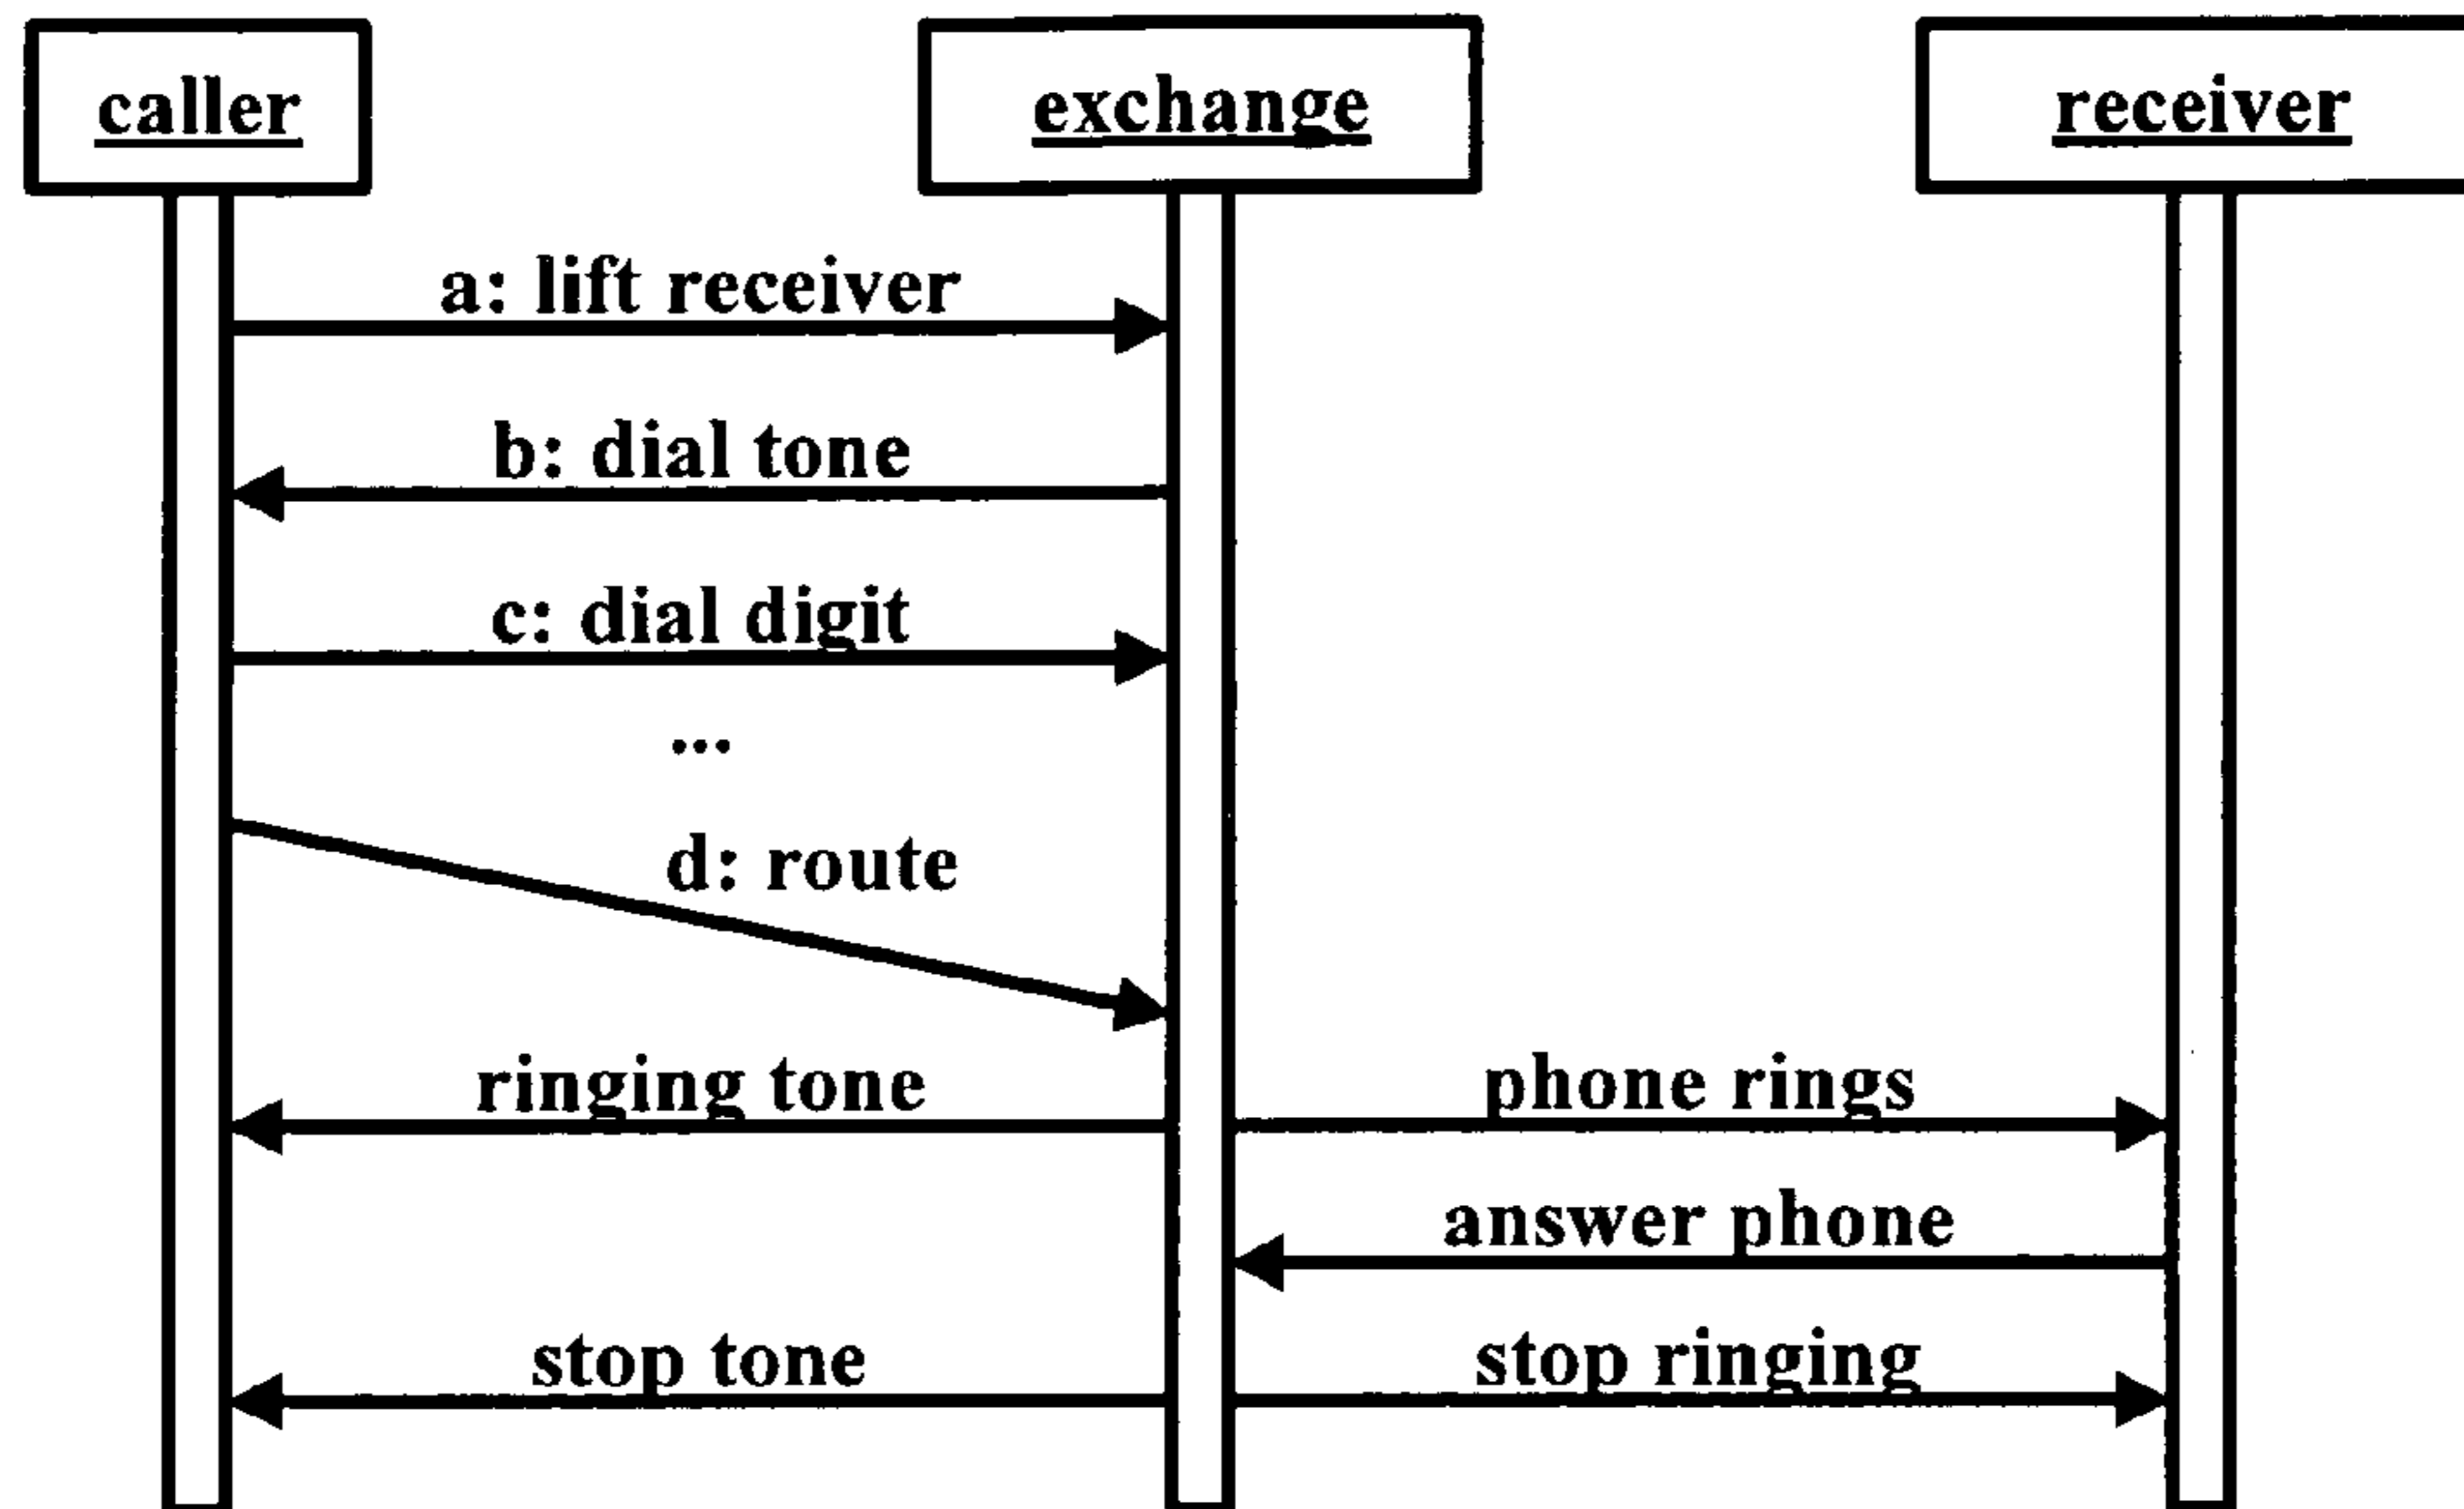 caller
exchange
receiver
a: lift receiver
b: dial tone
c: dial digit
...
d: route
ringing tone
phone rings
answer phone
stop tone
stop ringing